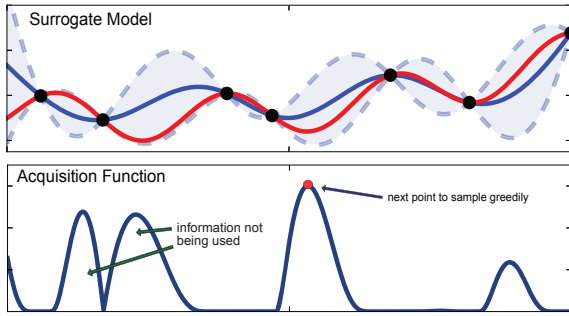 Surrogate Model
Acquisition Function
next point to sample greedily
information not
being used